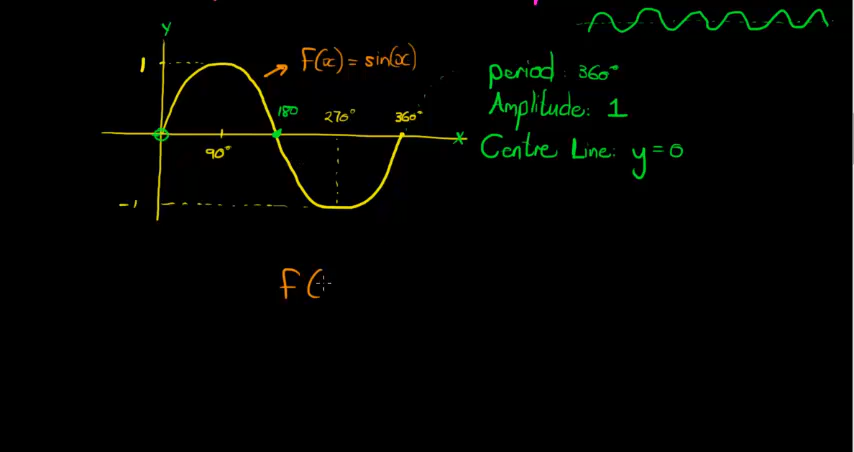 Y
1
F(x) = sin(x)
180
270°
360°
90°
x
-1
Period: 360°
Amplitude: 1
Centre Line: y=0
F(